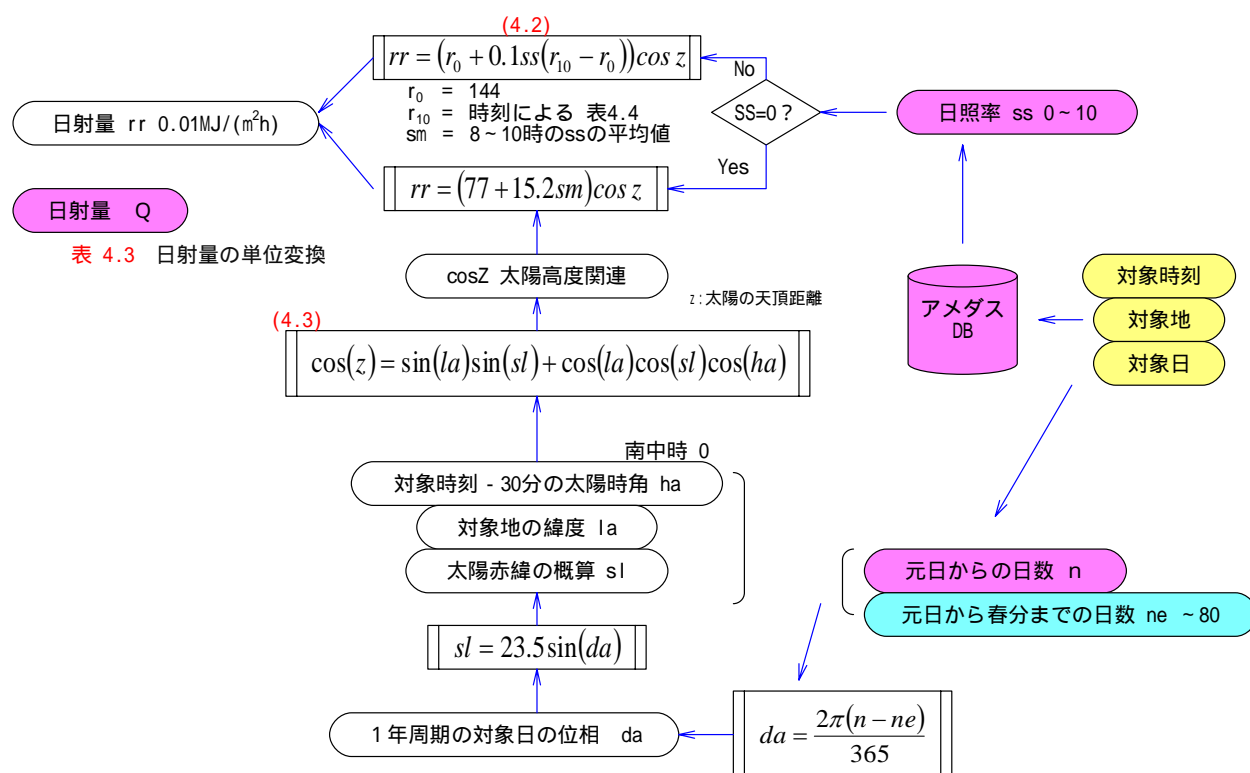 (4.2)
rr = (r₀ + 0.1ss(r₁₀ − r₀))cos z
No
r₀ = 144
r₁₀ = 時刻による 表4.4
sm = 8~10時のssの平均値
SS=0?
日照率 ss 0~10
日射量 rr 0.01MJ/(m²h)
Yes
rr = (77 + 15.2sm)cos z
日射量 Q
表 4.3 日射量の単位変換
cosZ 太陽高度関連
z:太陽の天頂距離
アメダス
DB
対象時刻
対象地
対象日
(4.3)
cos(z) = sin(la)sin(sl) + cos(la)cos(sl)cos(ha)
南中時 0
対象時刻 - 30分の太陽時角 ha
対象地の緯度 la
太陽赤緯の概算 sl
元日からの日数 n
元日から春分までの日数 ne ~80
sl = 23.5sin(da)
1年周期の対象日の位相 da
da = 2π(n − ne) / 365